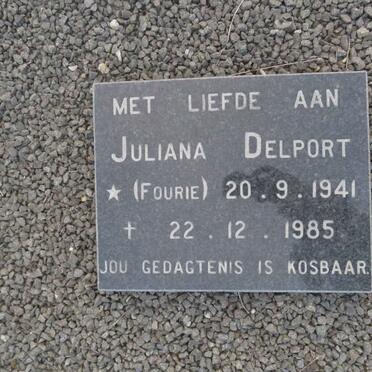 MET LIEFDE AAN
JULIANA DELPORT
★ (FOURIE) 20 . 9 . 1941
† 22 . 12 . 1985
JOU GEDAGTENIS IS KOSBAAR.